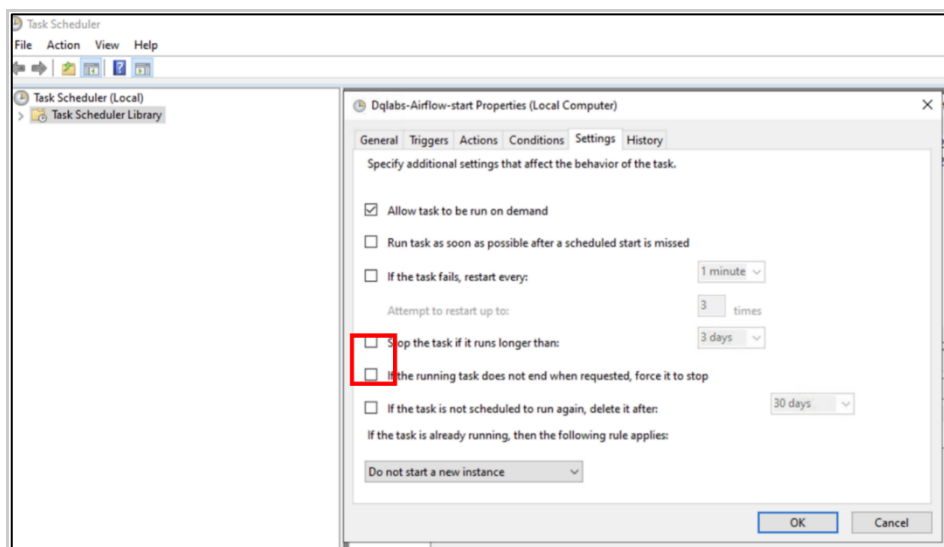 Task Scheduler
File Action View Help
Task Scheduler (Local)
Task Scheduler Library
Dqlabs-Airflow-start Properties (Local Computer)
General Triggers Actions Conditions Settings History
Specify additional settings that affect the behavior of the task.
Allow task to be run on demand
Run task as soon as possible after a scheduled start is missed
If the task fails, restart every: 1 minute
Attempt to restart up to: 3 times
Stop the task if it runs longer than: 3 days
If the running task does not end when requested, force it to stop
If the task is not scheduled to run again, delete it after: 30 days
If the task is already running, then the following rule applies:
Do not start a new instance
OK Cancel